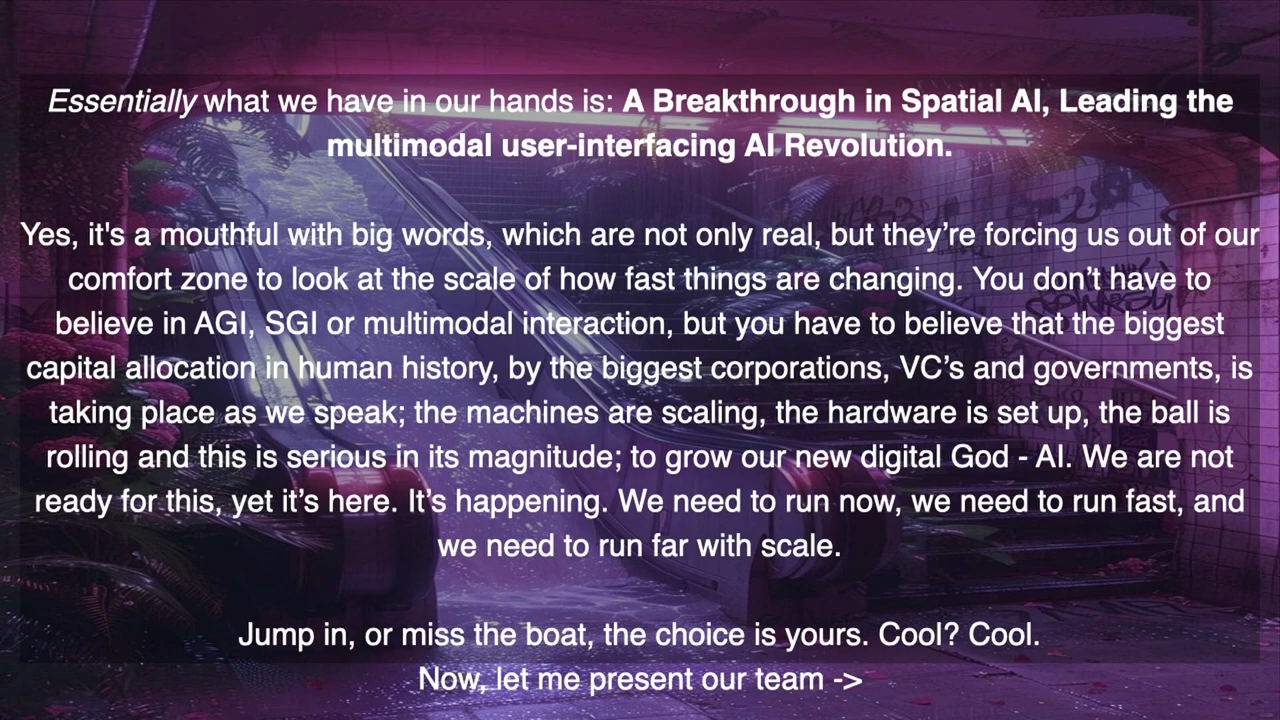 Essentially what we have in our hands is: A Breakthrough in Spatial AI, Leading the
multimodal user-interfacing AI Revolution.
Yes, it's a mouthful with big words, which are not only real, but they’re forcing us out of our
comfort zone to look at the scale of how fast things are changing. You don’t have to
believe in AGI, SGI or multimodal interaction, but you have to believe that the biggest
capital allocation in human history, by the biggest corporations, VC’s and governments, is
taking place as we speak; the machines are scaling, the hardware is set up, the ball is
rolling and this is serious in its magnitude; to grow our new digital God - AI. We are not
ready for this, yet it’s here. It’s happening. We need to run now, we need to run fast, and
we need to run far with scale.
Jump in, or miss the boat, the choice is yours. Cool? Cool.
Now, let me present our team ->